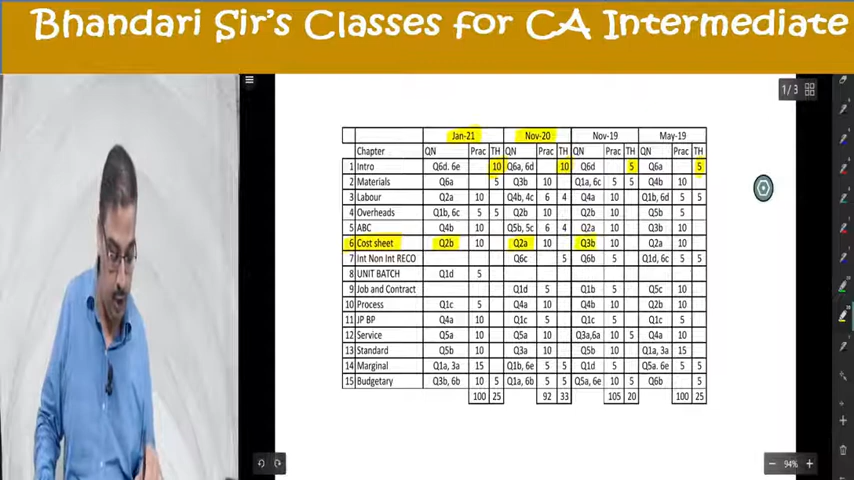 Bhandari Sir's Classes for CA Intermediate
1/3
Jan-21 Nov-20 Nov-19 May-19
Chapter QN Prac TH QN Prac TH QN Prac TH QN Prac TH
1 Intro Q6d. 6e 10 Q6a, 6d 10 Q6d 5 Q6a 5
2 Materials Q6a 5 Q3b 10 Q1a, 6c 5 5 Q4b 10
3 Labour Q2a 10 Q4b, 4c 6 4 Q4a 10 Q1b, 6d 5 5
4 Overheads Q1b, 6c 5 5 Q2b 10 Q2b 10 Q5b 5
5 ABC Q4b 10 Q5b, 5c 6 4 Q2a 10 Q3b 10
6 Cost sheet Q2b 10 Q2a 10 Q3b 10 Q2a 10
7 Int Non Int RECO Q6c 5 Q6b 5 Q1d, 6c 5 5
8 UNIT BATCH Q1d 5
9 Job and Contract Q1d 5 Q1b 5 Q5c 10
10 Process Q1c 5 Q4a 10 Q4b 10 Q2b 10
11 JP BP Q4a 10 Q1c 5 Q1c 5 Q1c 5
12 Service Q5a 10 Q5a 10 Q3a,6a 10 5 Q4a 10
13 Standard Q5b 10 Q3a 10 Q5b 10 Q1a, 3a 15
14 Marginal Q1a, 3a 15 Q1b, 6e 5 5 Q1d 5 Q5a. 6e 5 5
15 Budgetary Q3b, 6b 10 5 Q1a, 6b 5 5 Q5a, 6e 10 5 Q6b 5
100 25 92 33 105 20 100 25
94%